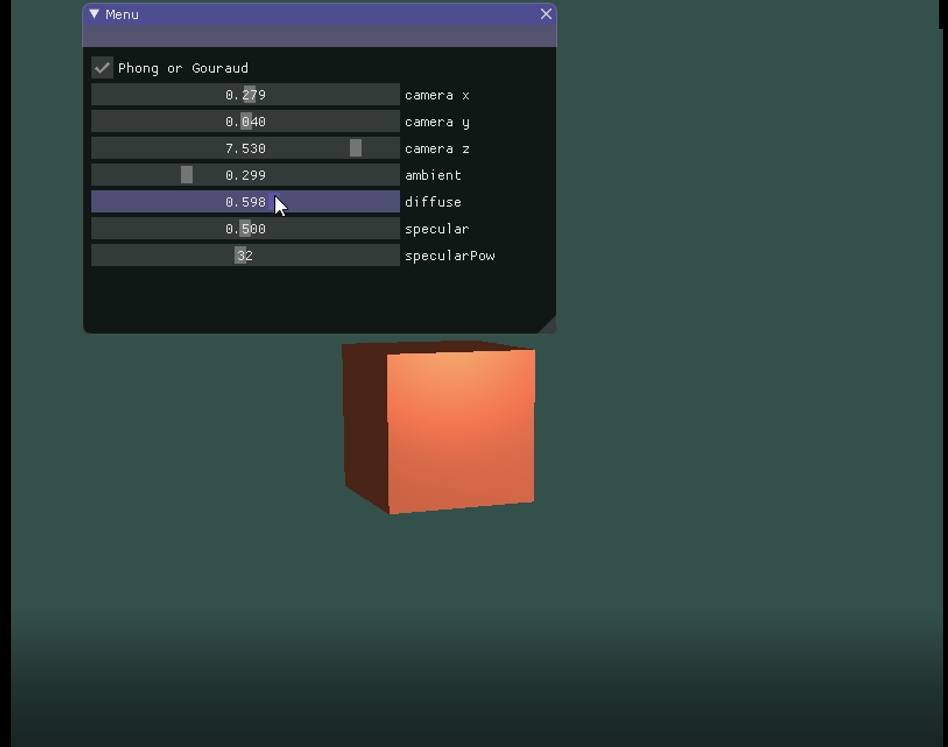 Menu
Phong or Gouraud
0.279 camera x
0.040 camera y
7.530 camera z
0.299 ambient
0.598 diffuse
0.500 specular
32 specularPow